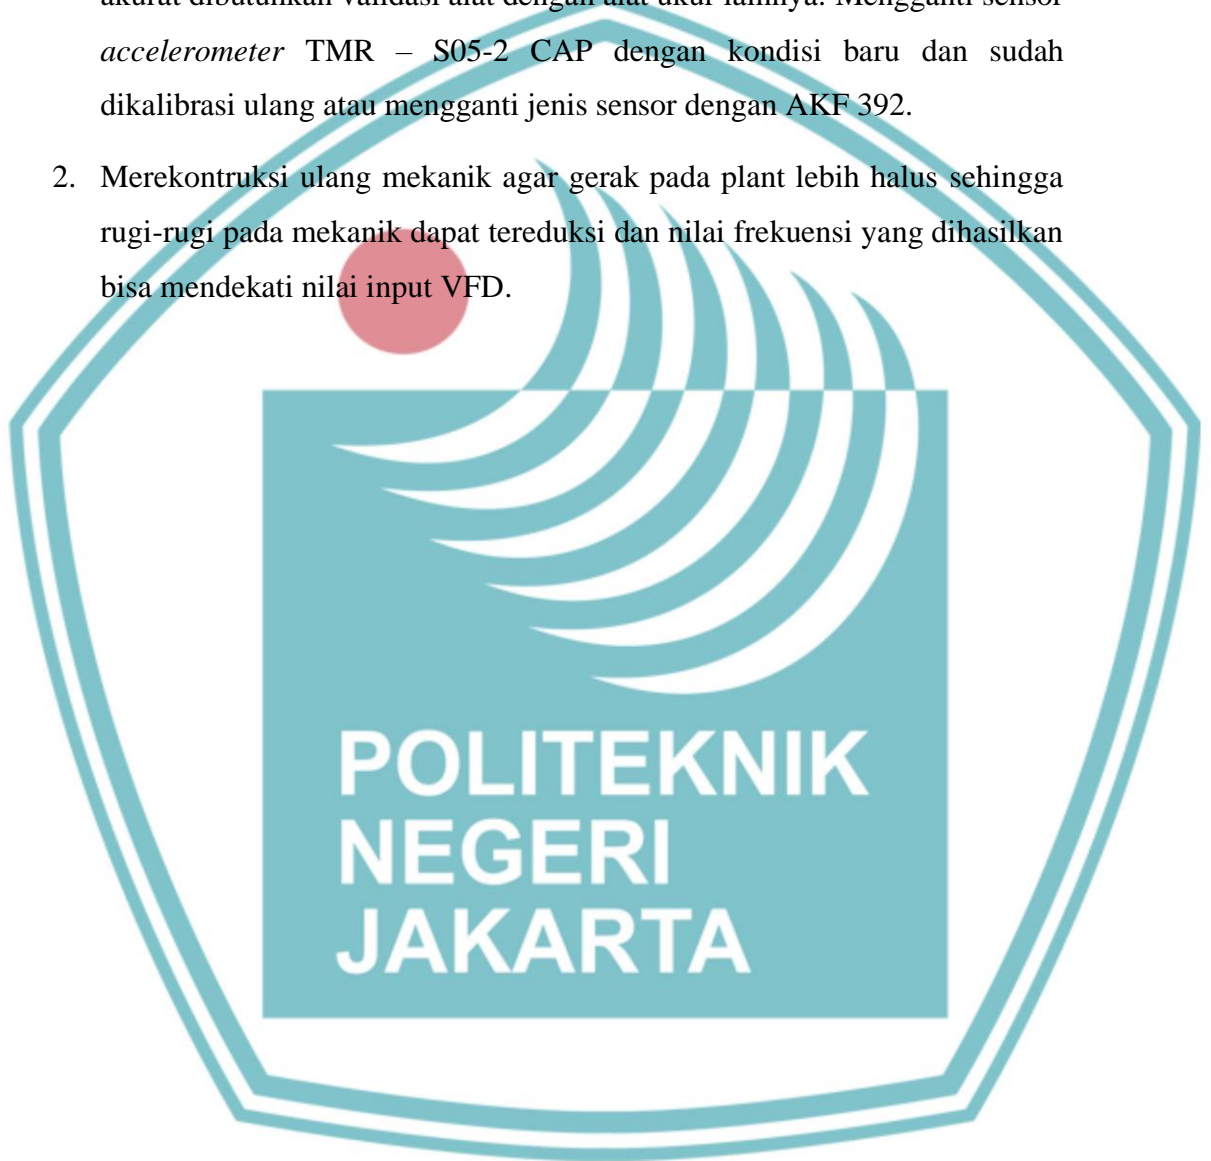 akurat dibutuhkan validasi alat dengan alat ukur lainnya. Mengganti sensor
accelerometer TMR – S05-2 CAP dengan kondisi baru dan sudah
dikalibrasi ulang atau mengganti jenis sensor dengan AKF 392.
2. Merekontruksi ulang mekanik agar gerak pada plant lebih halus sehingga
rugi-rugi pada mekanik dapat tereduksi dan nilai frekuensi yang dihasilkan
bisa mendekati nilai input VFD.
POLITEKNIK
NEGERI
JAKARTA